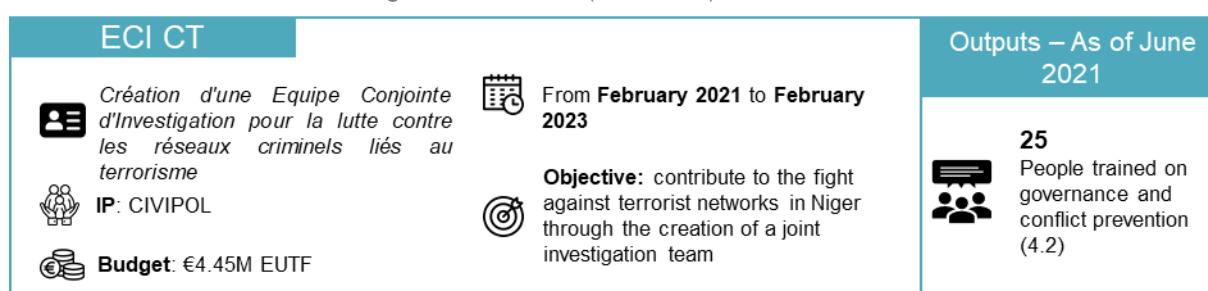 ECI CT
Création d'une Equipe Conjointe
d'Investigation pour la lutte contre
les réseaux criminels liés au
terrorisme
IP: CIVIPOL
Budget: €4.45M EUTF
From February 2021 to February
2023
Objective: contribute to the fight
against terrorist networks in Niger
through the creation of a joint
investigation team
Outputs – As of June
2021
25
People trained on
governance and
conflict prevention
(4.2)